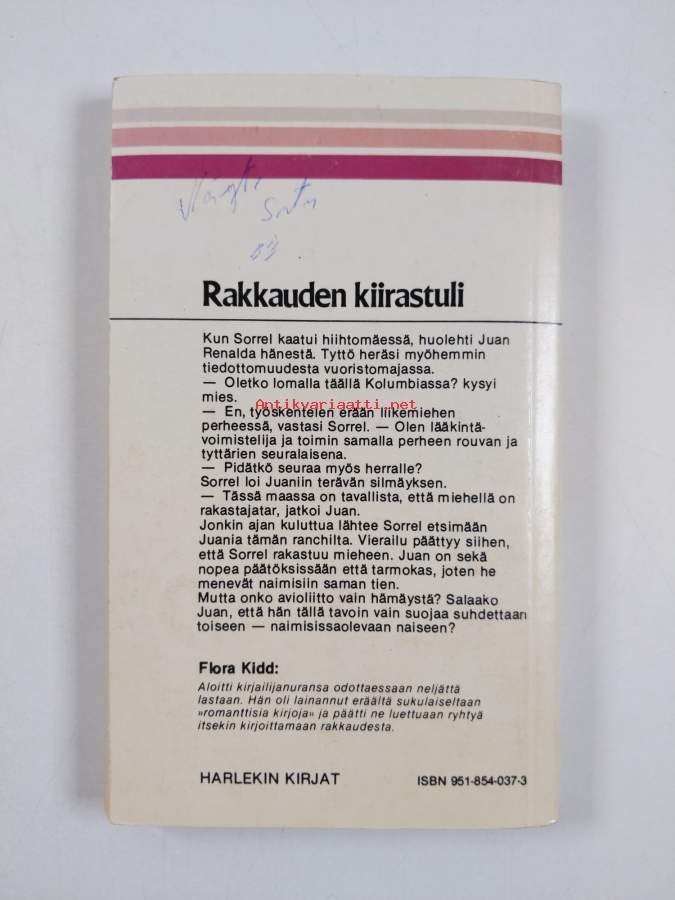 Rakkauden kiirastuli
Kun Sorrel kaatui hiihtomäessä, huolehti Juan
Renalda hänestä. Tyttö heräsi myöhemmin
tiedottomuudesta vuoristomajassa.
— Oletko lomalla täällä Kolumbiassa? kysyi
mies.
Antikvariaatti.net
— En, työskentelen erään liikemiehen
perheessä, vastasi Sorrel. — Olen lääkintä-
voimistelija ja toimin samalla perheen rouvan ja
tyttärien seuralaisena.
— Pidätkö seuraa myös herralle?
Sorrel loi Juaniin terävän silmäyksen.
— Tässä maassa on tavallista, että miehellä on
rakastajatar, jatkoi Juan.
Jonkin ajan kuluttua lähtee Sorrel etsimään
Juania tämän ranchilta. Vierailu päättyy siihen,
että Sorrel rakastuu mieheen. Juan on sekä
nopea päätöksissään että tarmokas, joten he
menevät naimisiin saman tien.
Mutta onko avioliitto vain hämäystä? Salaako
Juan, että hän tällä tavoin vain suojaa suhdettaan
toiseen — naimisissaolevaan naiseen?
Flora Kidd:
Aloitti kirjailijanuransa odottaessaan neljättä
lastaan. Hän oli lainannut eräältä sukulaiseltaan
»romanttisia kirjoja» ja päätti ne luettuaan ryhtyä
itsekin kirjoittamaan rakkaudesta.
HARLEKIN KIRJAT
ISBN 951-854-037-3